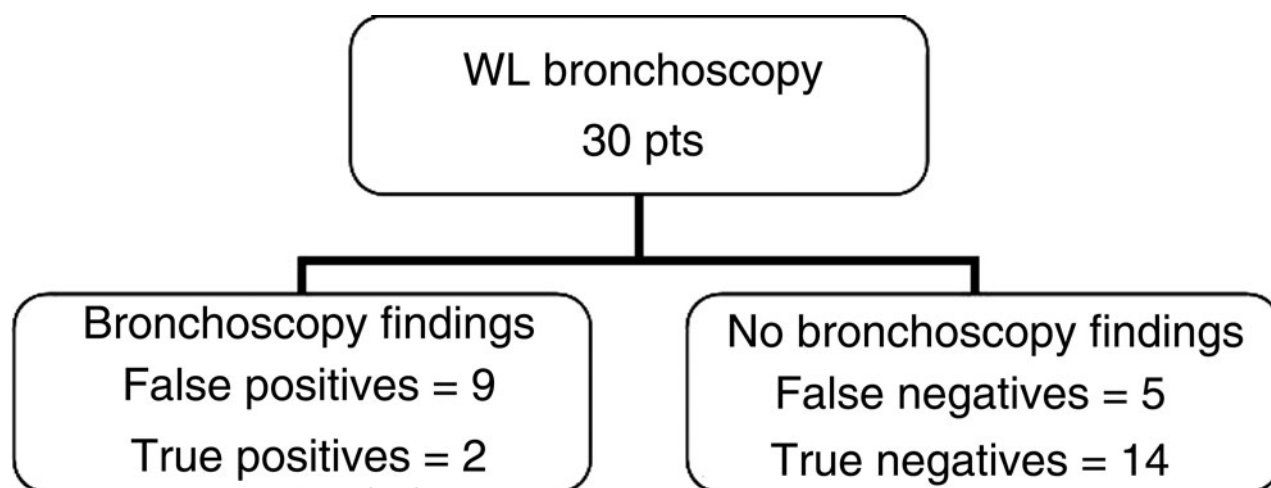 WL bronchoscopy
30 pts
Bronchoscopy findings
False positives = 9
True positives = 2
No bronchoscopy findings
False negatives = 5
True negatives = 14